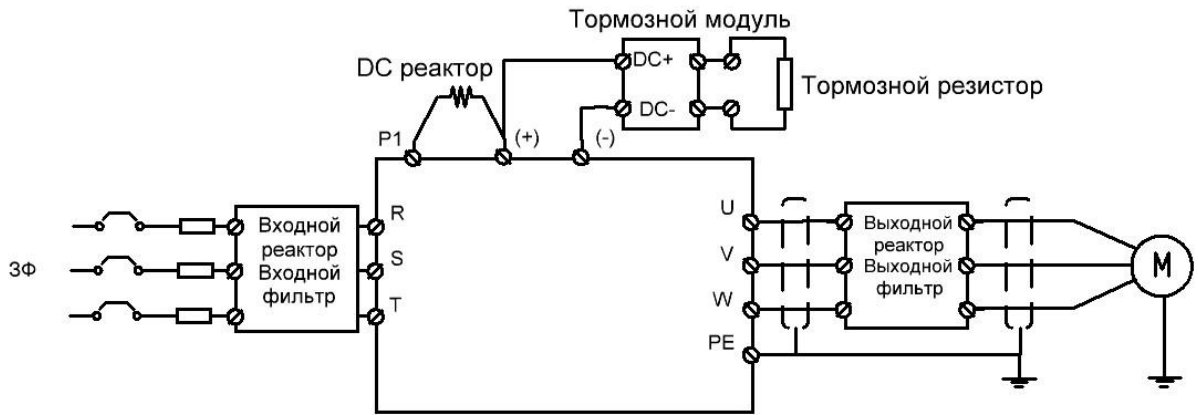 Тормозной модуль
DC реактор
DC+
DC-
Тормозной резистор
P1
(+)
(-)
3Ф
Входной
реактор
Входной
фильтр
R
S
T
U
V
W
PE
Выходной
реактор
Выходной
фильтр
M